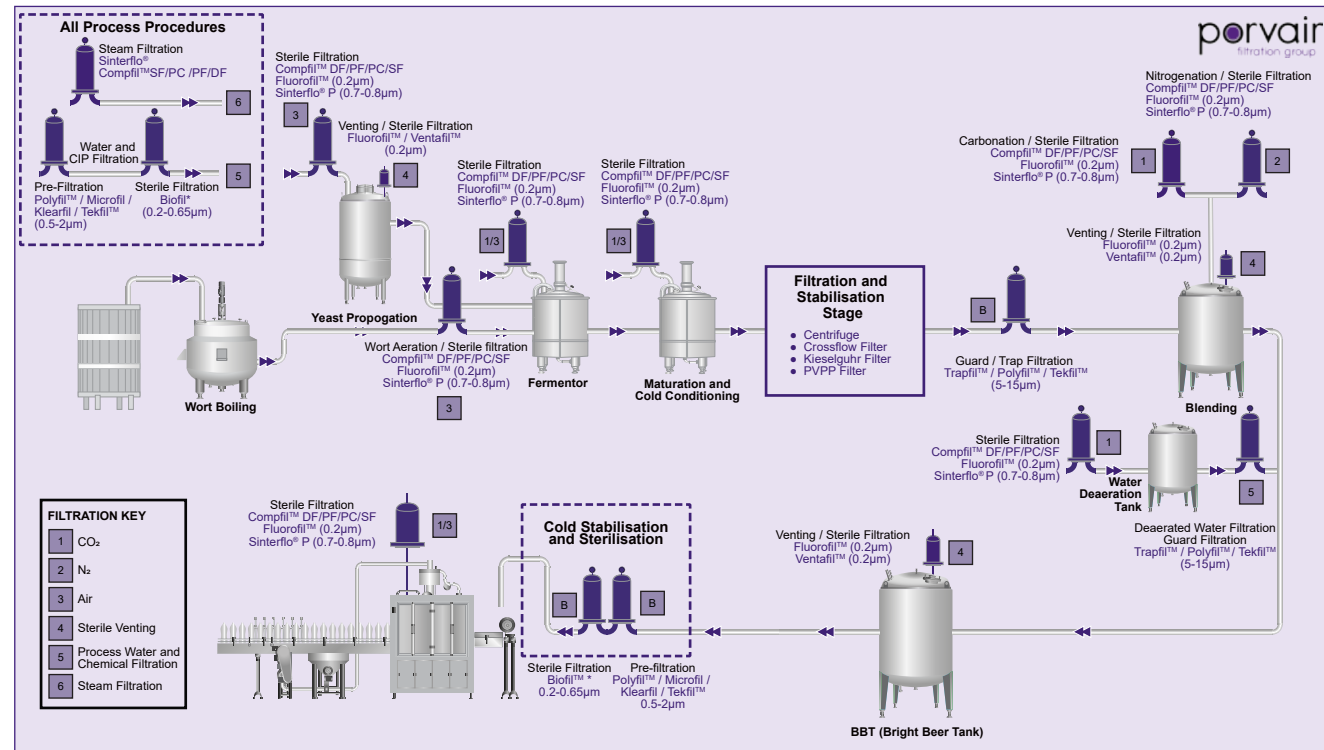 All Process Procedures
Steam Filtration
Sinterflo®
Compfil™SF/PC /PF/DF
6
Water and
CIP Filtration
5
Pre-Filtration
Polyfil™ / Microfil /
Klearfil / Tekfil™
(0.5-2µm)
Sterile Filtration
Biofil*
(0.2-0.65µm)
Sterile Filtration
Compfil™ DF/PF/PC/SF
Fluorofil™ (0.2µm)
Sinterflo® P (0.7-0.8µm)
3
Venting / Sterile Filtration
Fluorofil™ / Ventafil™
(0.2µm)
4
Sterile Filtration
Compfil™ DF/PF/PC/SF
Fluorofil™ (0.2µm)
Sinterflo® P (0.7-0.8µm)
1/3
Sterile Filtration
Compfil™ DF/PF/PC/SF
Fluorofil™ (0.2µm)
Sinterflo® P (0.7-0.8µm)
1/3
porvair
filtration group
Nitrogenation / Sterile Filtration
Compfil™ DF/PF/PC/SF
Fluorofil™ (0.2µm)
Sinterflo® P (0.7-0.8µm)
Carbonation / Sterile Filtration
Compfil™ DF/PF/PC/SF
Fluorofil™ (0.2µm)
Sinterflo® P (0.7-0.8µm)
1
2
Venting / Sterile Filtration
Fluorofil™ (0.2µm)
Ventafil™ (0.2µm)
4
Wort Boiling
Yeast Propogation
Wort Aeration / Sterile filtration
Compfil™ DF/PF/PC/SF
Fluorofil™ (0.2µm)
Sinterflo® P (0.7-0.8µm)
3
Fermentor
Maturation and
Cold Conditioning
Filtration and
Stabilisation
Stage
● Centrifuge
● Crossflow Filter
● Kieselguhr Filter
● PVPP Filter
B
Guard / Trap Filtration
Trapfil™ / Polyfil™ / Tekfil™
(5-15µm)
Blending
Sterile Filtration
Compfil™ DF/PF/PC/SF
Fluorofil™ (0.2µm)
Sinterflo® P (0.7-0.8µm)
1
Water
Deaeration
Tank
5
Deaerated Water Filtration
Guard Filtration
Trapfil™ / Polyfil™ / Tekfil™
(5-15µm)
FILTRATION KEY
1 CO₂
2 N₂
3 Air
4 Sterile Venting
5 Process Water and
Chemical Filtration
6 Steam Filtration
Sterile Filtration
Compfil™ DF/PF/PC/SF
Fluorofil™ (0.2µm)
Sinterflo® P (0.7-0.8µm)
1/3
Cold Stabilisation
and Sterilisation
B
B
Sterile Filtration
Biofil™ *
0.2-0.65µm
Pre-filtration
Polyfil™ / Microfil /
Klearfil / Tekfil™
0.5-2µm
Venting / Sterile Filtration
Fluorofil™ (0.2µm)
Ventafil™ (0.2µm)
4
BBT (Bright Beer Tank)